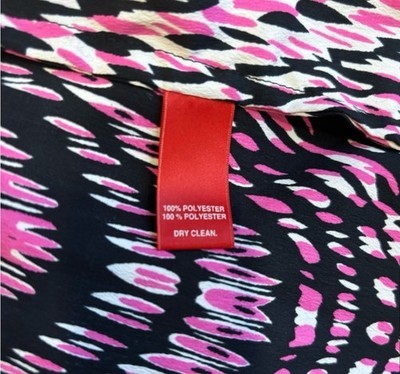 100% POLYESTER
100 % POLYESTER
DRY CLEAN.